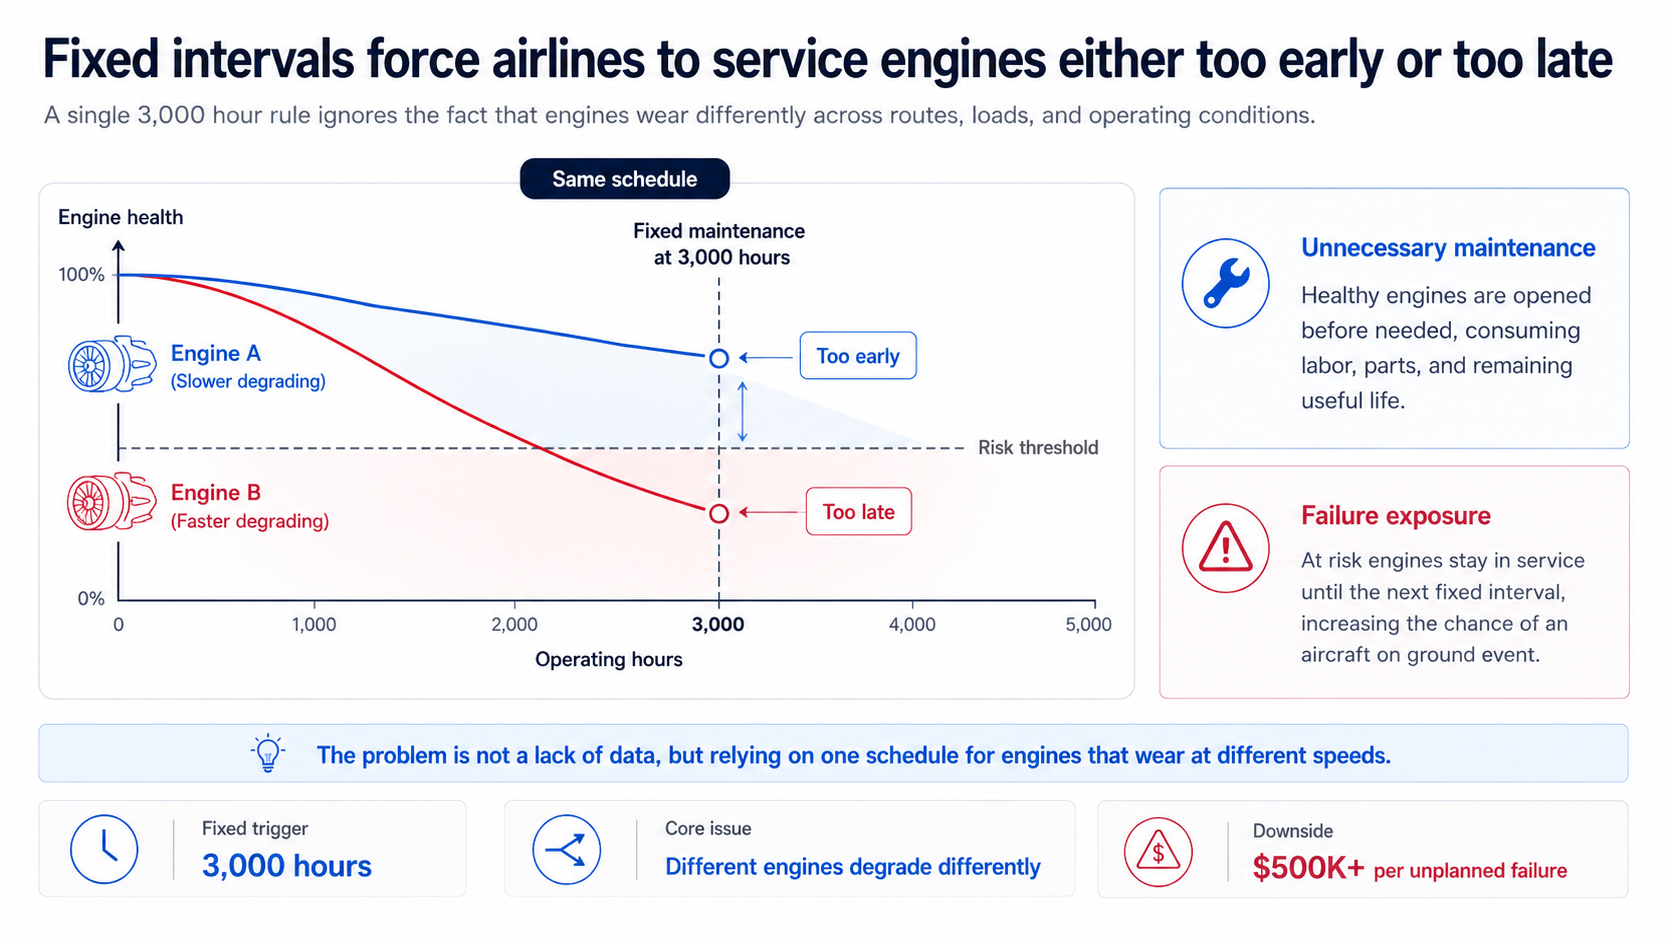 Fixed intervals force airlines to service engines either too early or too late
A single 3,000 hour rule ignores the fact that engines wear differently across routes, loads, and operating conditions.
Same schedule
Engine health
Fixed maintenance
at 3,000 hours
100%
Engine A
(Slower degrading)
Too early
Risk threshold
Engine B
(Faster degrading)
Too late
0%
0
1,000
2,000
3,000
4,000
5,000
Operating hours
Unnecessary maintenance
Healthy engines are opened
before needed, consuming
labor, parts, and remaining
useful life.
Failure exposure
At risk engines stay in service
until the next fixed interval,
increasing the chance of an
aircraft on ground event.
The problem is not a lack of data, but relying on one schedule for engines that wear at different speeds.
Fixed trigger
3,000 hours
Core issue
Different engines degrade differently
$
Downside
$500K+ per unplanned failure